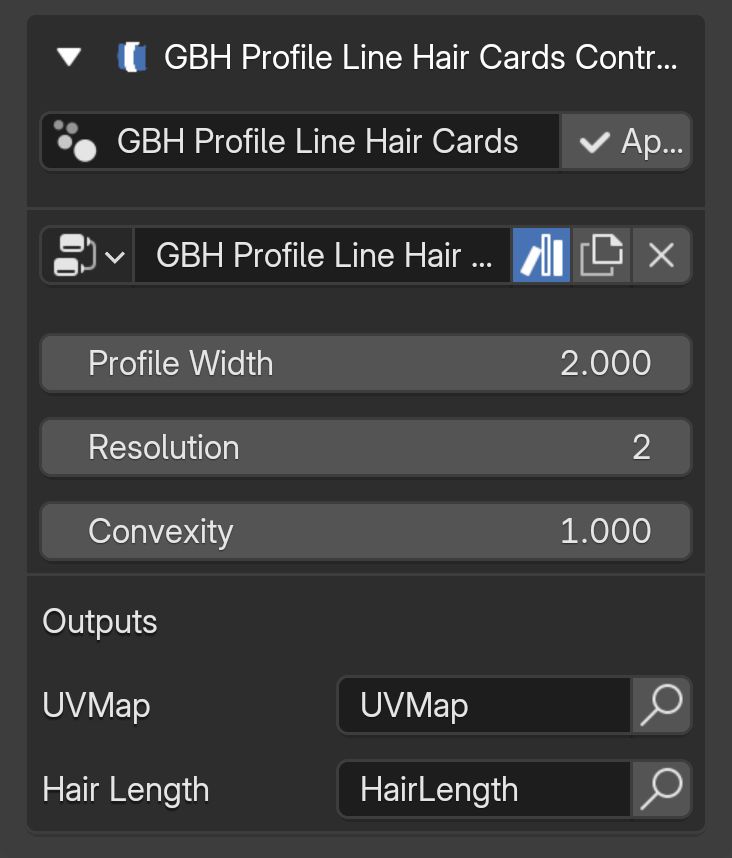 GBH Profile Line Hair Cards Contr...
GBH Profile Line Hair Cards Ap...
GBH Profile Line Hair ...
Profile Width 2.000
Resolution 2
Convexity 1.000
Outputs
UVMap UVMap
Hair Length HairLength